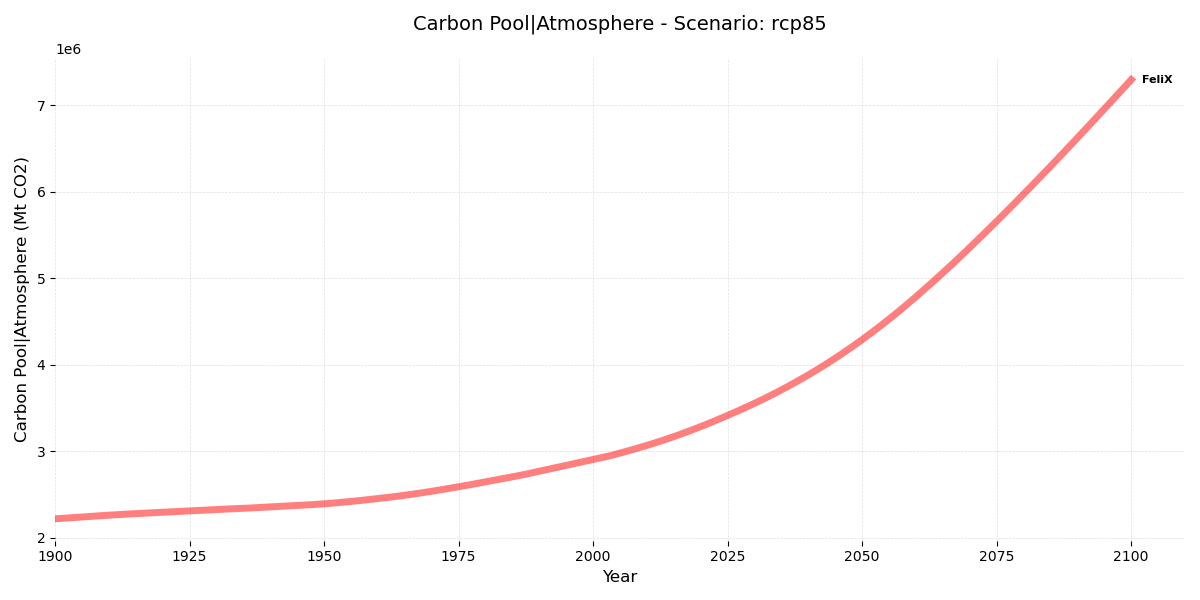 Carbon Pool|Atmosphere - Scenario: rcp85
1e6
Carbon Pool|Atmosphere (Mt CO2)
7
6
5
4
3
2
FeliX
1900 1925 1950 1975 2000 2025 2050 2075 2100
Year